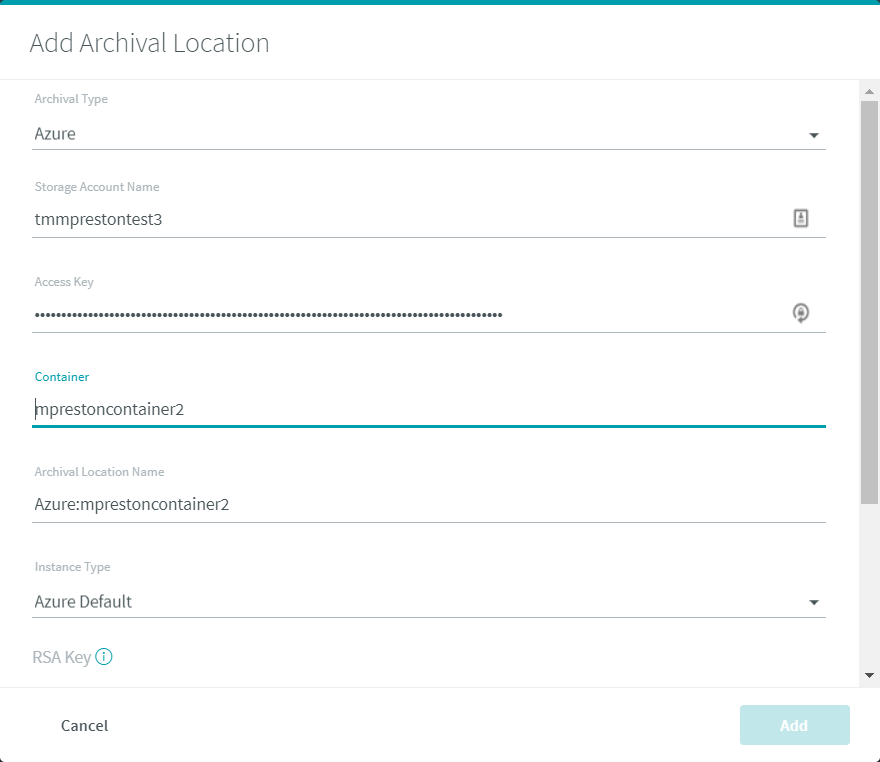 Add Archival Location
Archival Type
Azure
Storage Account Name
tmmprestontest3
Access Key
••••••••••••••••••••••••••••••••••••••••••••••••••••••••••••••••••••••••••••••••••••••••
Container
mprestoncontainer2
Archival Location Name
Azure:mprestoncontainer2
Instance Type
Azure Default
RSA Key
Cancel
Add